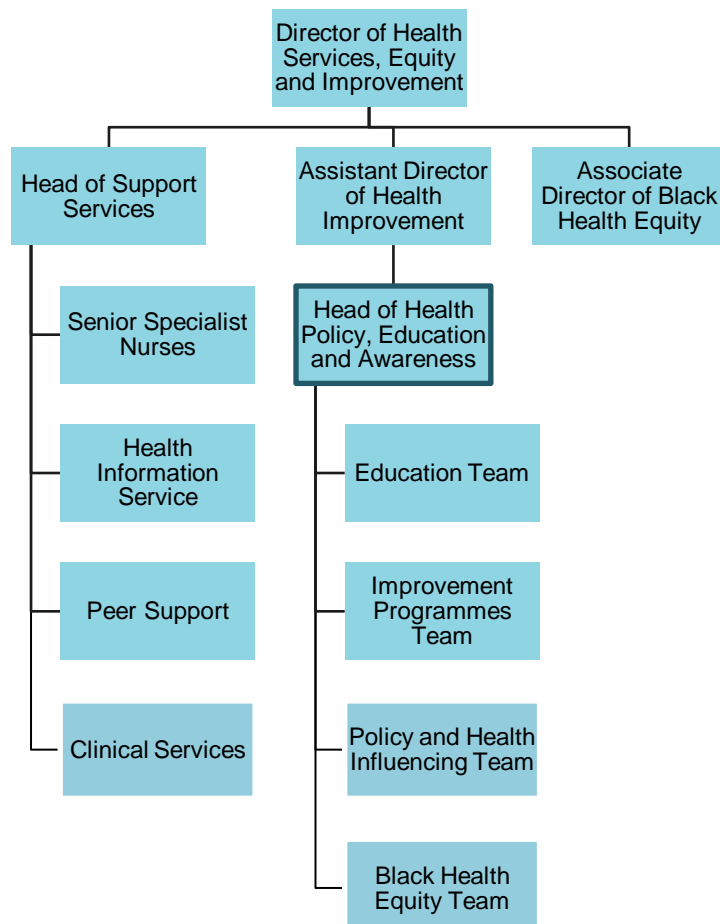 Director of Health
Services, Equity
and Improvement
Head of Support
Services
Assistant Director
of Health
Improvement
Associate
Director of Black
Health Equity
Senior Specialist
Nurses
Head of Health
Policy, Education
and Awareness
Health
Information
Service
Education Team
Peer Support
Improvement
Programmes
Team
Clinical Services
Policy and Health
Influencing Team
Black Health
Equity Team